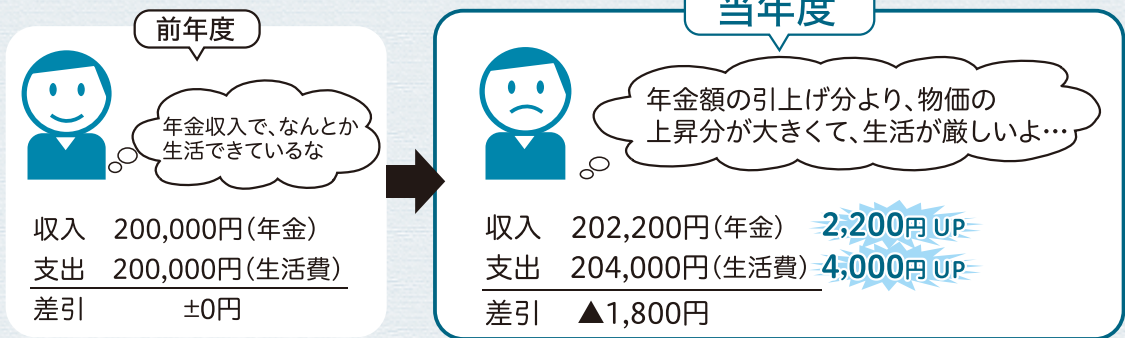 前年度
年金収入で、なんとか
生活できているな
収入 200,000円(年金)
支出 200,000円(生活費)
差引 ±0円
当年度
年金額の引上げ分より、物価の
上昇分が大きくて、生活が厳しいよ…
収入 202,200円(年金) 2,200円 UP
支出 204,000円(生活費) 4,000円 UP
差引 ▲1,800円